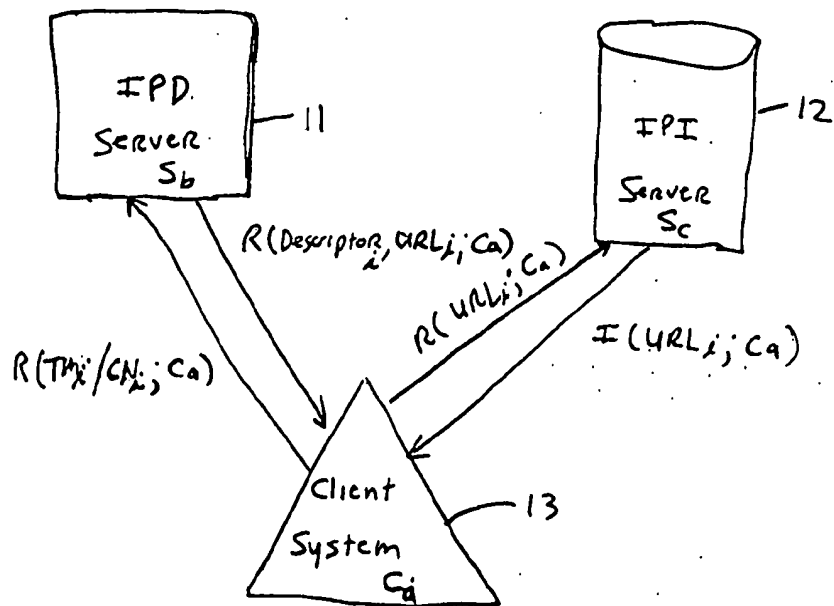 IPD
SERVER
Sb
11
IPI
SERVER
Sc
12
R(Descriptor i, URLi; Ca)
R(URLi; Ca)
I(URLi; Ca)
R(TMi/CNi; Ca)
Client
System
Ca
13